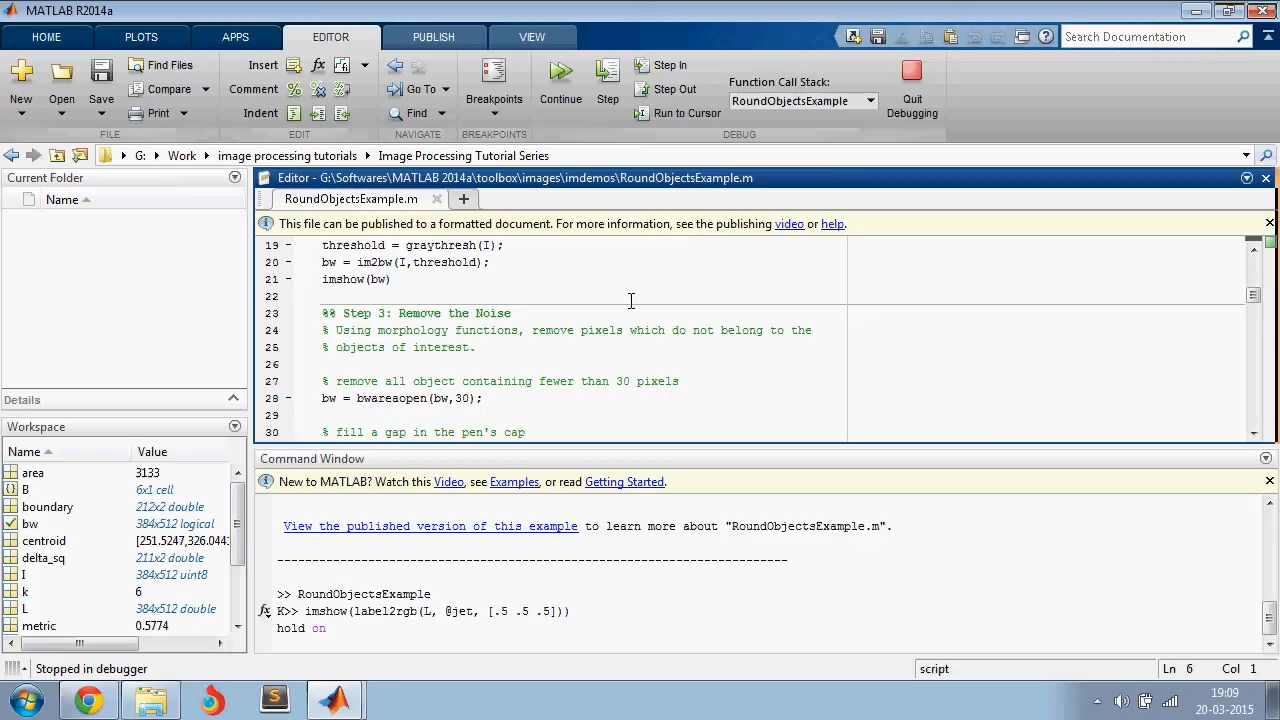 MATLAB R2014a
HOME PLOTS APPS EDITOR PUBLISH VIEW
Search Documentation
New Open Save Find Files Compare Print
FILE
Insert fx
Comment % % %
Indent
EDIT
Go To
Find
NAVIGATE
Breakpoints
BREAKPOINTS
Continue Step
Step In
Step Out
Run to Cursor
Function Call Stack:
RoundObjectsExample
Quit Debugging
DEBUG
G: Work image processing tutorials Image Processing Tutorial Series
Current Folder
Name
Details
Editor - G:\Softwares\MATLAB 2014a\toolbox\images\imdemos\RoundObjectsExample.m
RoundObjectsExample.m
This file can be published to a formatted document. For more information, see the publishing video or help.
19 - threshold = graythresh(I);
20 - bw = im2bw(I,threshold);
21 - imshow(bw)
22
23 %% Step 3: Remove the Noise
24 % Using morphology functions, remove pixels which do not belong to the
25 % objects of interest.
26
27 % remove all object containing fewer than 30 pixels
28 - bw = bwareaopen(bw,30);
29
30 % fill a gap in the pen's cap
Workspace
Name Value
area 3133
B 6x1 cell
boundary 212x2 double
bw 384x512 logical
centroid [251.5247,326.0441
delta_sq 211x2 double
I 384x512 uint8
k 6
L 384x512 double
metric 0.5774
Command Window
New to MATLAB? Watch this Video, see Examples, or read Getting Started.
View the published version of this example to learn more about "RoundObjectsExample.m".
--------------------------------------------------------------------------
>> RoundObjectsExample
fx K>> imshow(label2rgb(L, @jet, [.5 .5 .5]))
hold on
Stopped in debugger
script
Ln 6 Col 1
19:09
20-03-2015